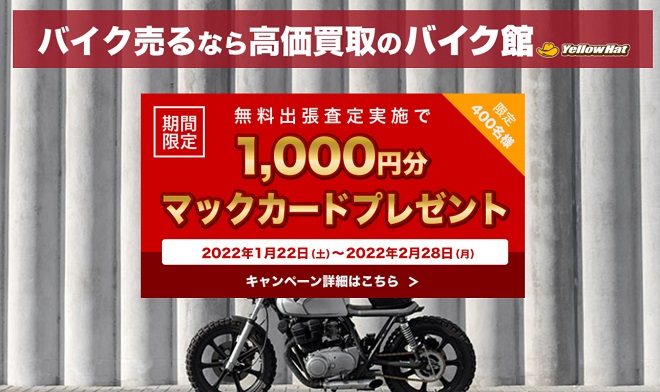 バイク売るなら高価買取のバイク館 YellowHat
期間
限定
無料出張査定実施で
限定
400名様
1,000円分
マックカードプレゼント
2022年1月22日(土)~2022年2月28日(月)
キャンペーン詳細はこちら >